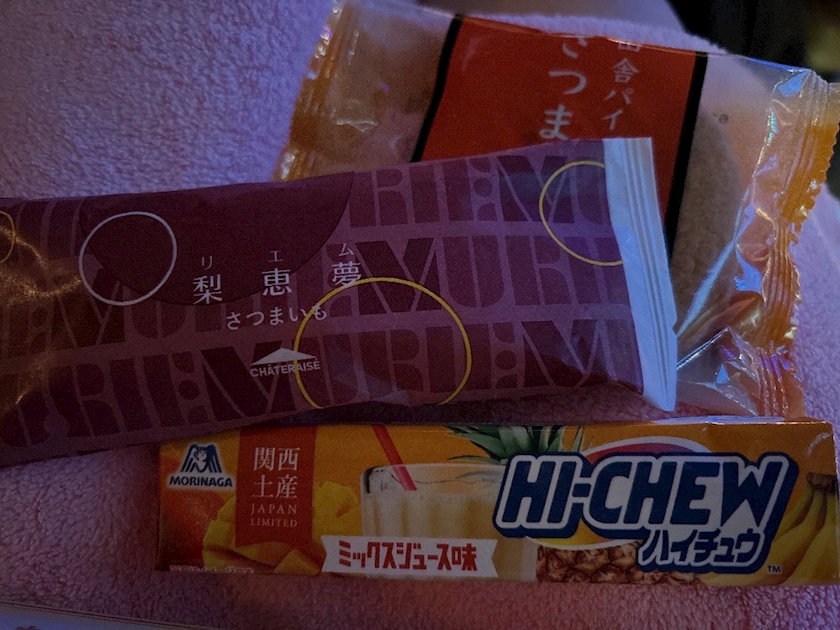 田舎パイ
さつま
リエム
梨恵夢
さつまいも
CHÂTERAISÉ
MORINAGA
関西
土産
JAPAN
LIMITED
HI-CHEW
ハイチュウ
TM
ミックスジュース味